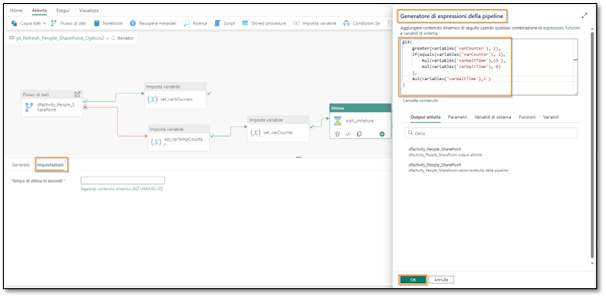 Home Attività Esegui Visualizza
Copia dati Flusso di dati Notebook Recupera metadati Ricerca Script Stored procedure Imposta variabile Condizioni Se
pl_Refresh_People_SharePoint_Option2 > Iterator
Flusso di dati
dfactivity_People_S
harePoint
Imposta variabile
set_varIsSuccess
Imposta variabile
set_varTempCounte
Imposta variabile
set_varCounter
Attesa
wait_onFailure
Generale Impostazioni
Tempo di attesa in secondi *
Aggiungi contenuto dinamico [ALT+MAIUSC+D]
Generatore di espressioni della pipeline
Aggiungere contenuto dinamico di seguito usando qualsiasi combinazione di espressioni, funzioni
e variabili di sistema.
@if(
greater(variables('varCounter'), 1),
if(equals(variables('varCounter'), 2),
mul(variables('varWaitTime'),15 ),
mul(variables('varWaitTime'),
),
mul(variables('varWaitTime'),5 )
)
Cancella contenuto
Output attività Parametri Variabili di sistema Funzioni Variabili
Cerca
dfactivity_People_SharePoint
dfactivity_People_SharePoint output attività
dfactivity_People_SharePoint
dfactivity_People_SharePoint valore restituito della pipeline
OK Annulla